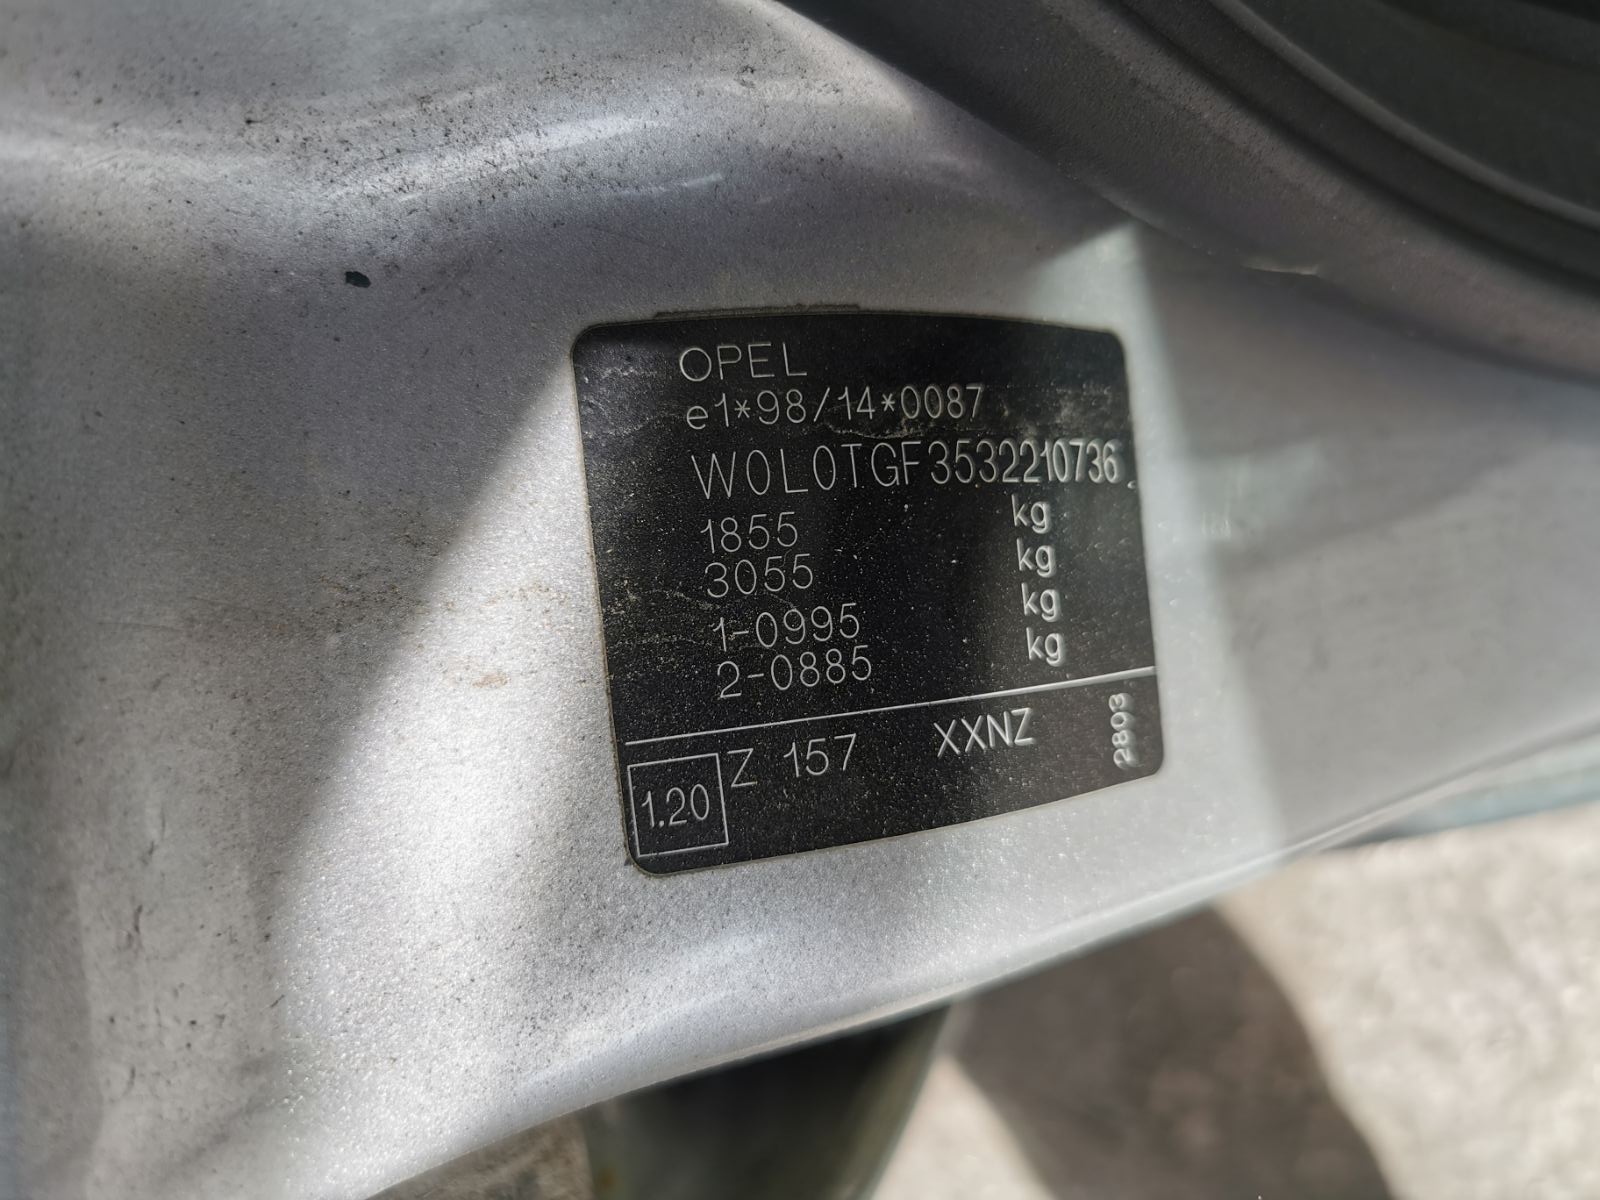 OPEL
e1*98/14*0087
W0L0TGF3532210736
1855 kg
3055 kg
1-0995 kg
2-0885 kg
1.20 Z 157 XXNZ 2893